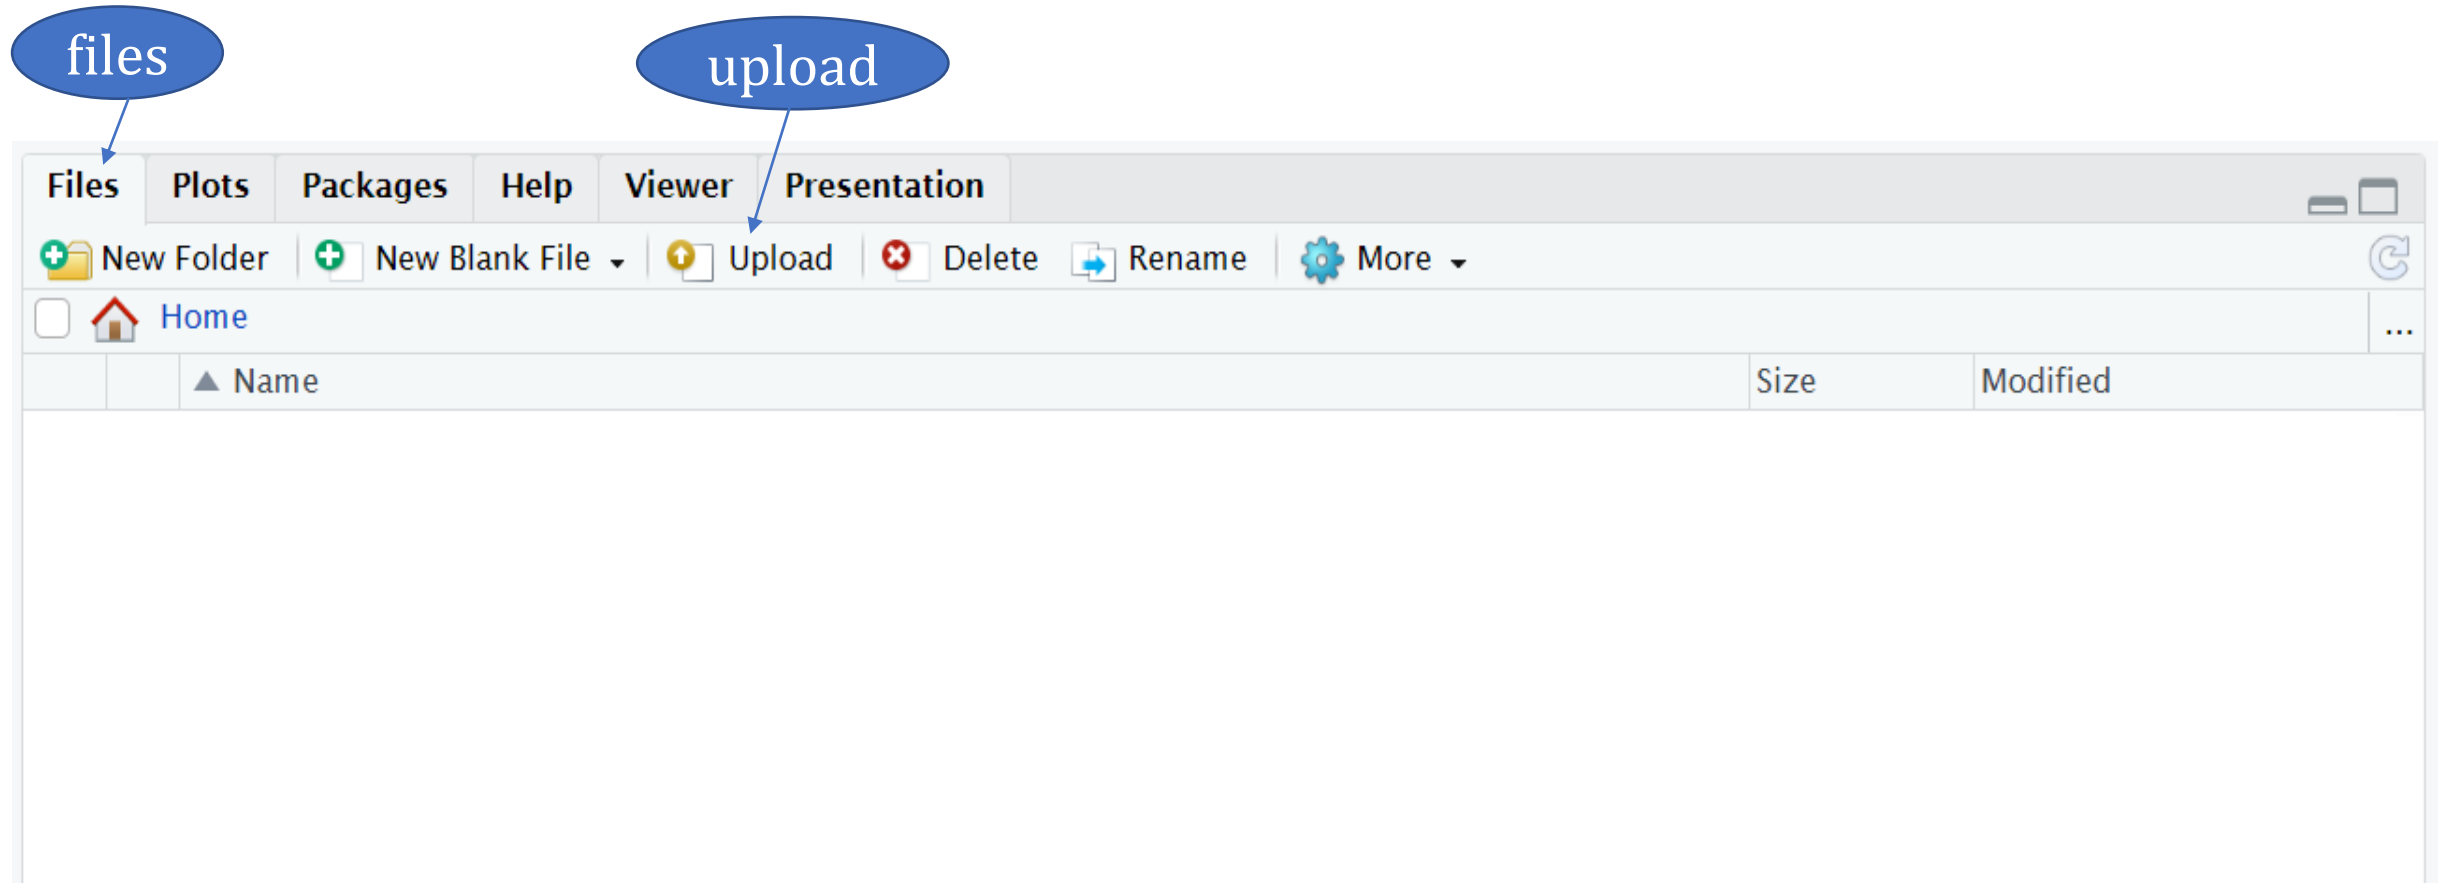 files
upload
Files Plots Packages Help Viewer Presentation
New Folder New Blank File Upload Delete Rename More
Home ...
Name Size Modified